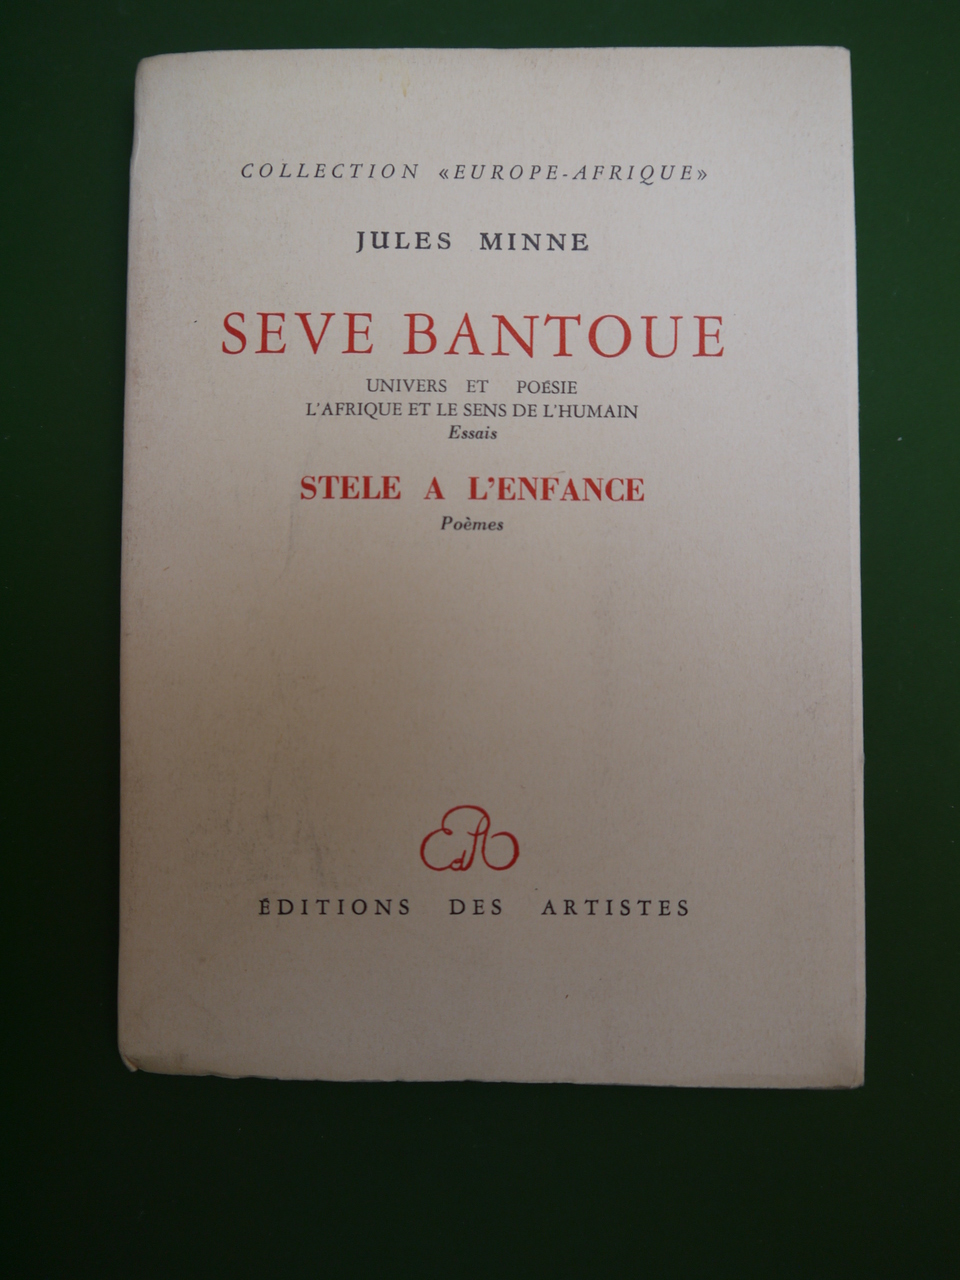 COLLECTION «EUROPE-AFRIQUE»
JULES MINNE
SEVE BANTOUE
UNIVERS ET POÉSIE
L'AFRIQUE ET LE SENS DE L'HUMAIN
Essais
STELE A L'ENFANCE
Poèmes
EdA
ÉDITIONS DES ARTISTES